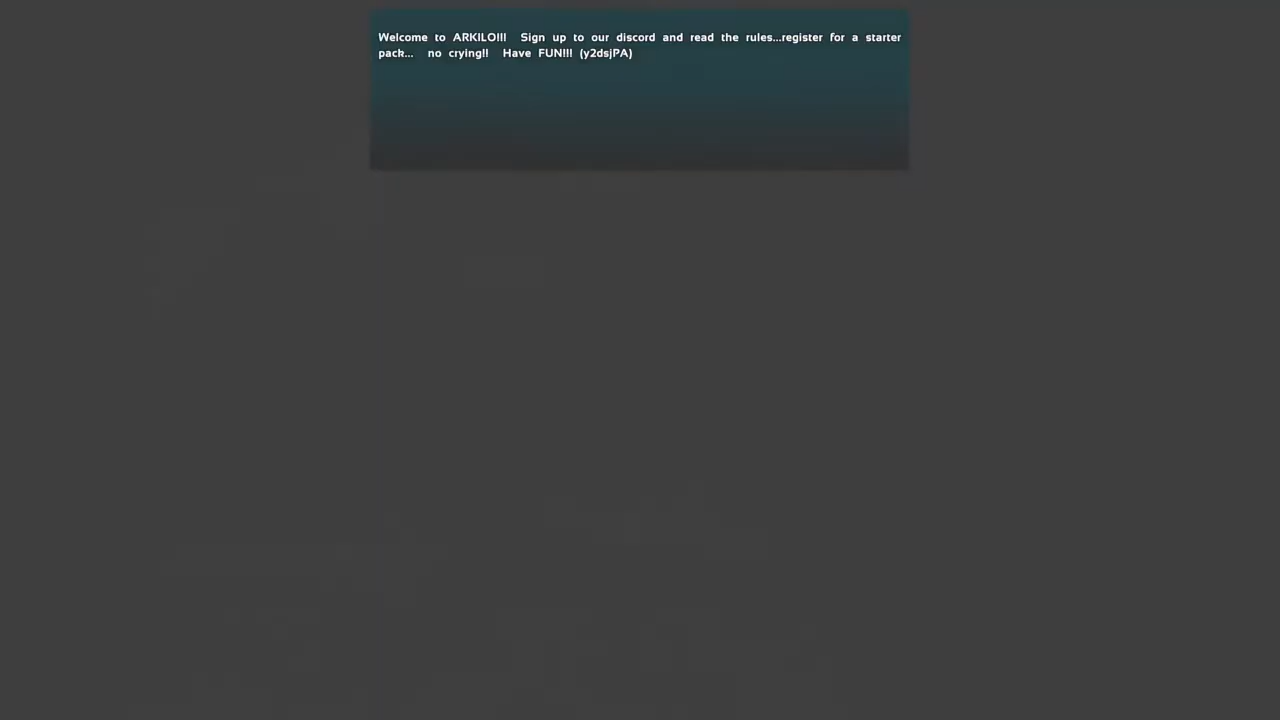 Welcome to ARKILO!!! Sign up to our discord and read the rules...register for a starter
pack... no crying!! Have FUN!!! (y2dsjPA)